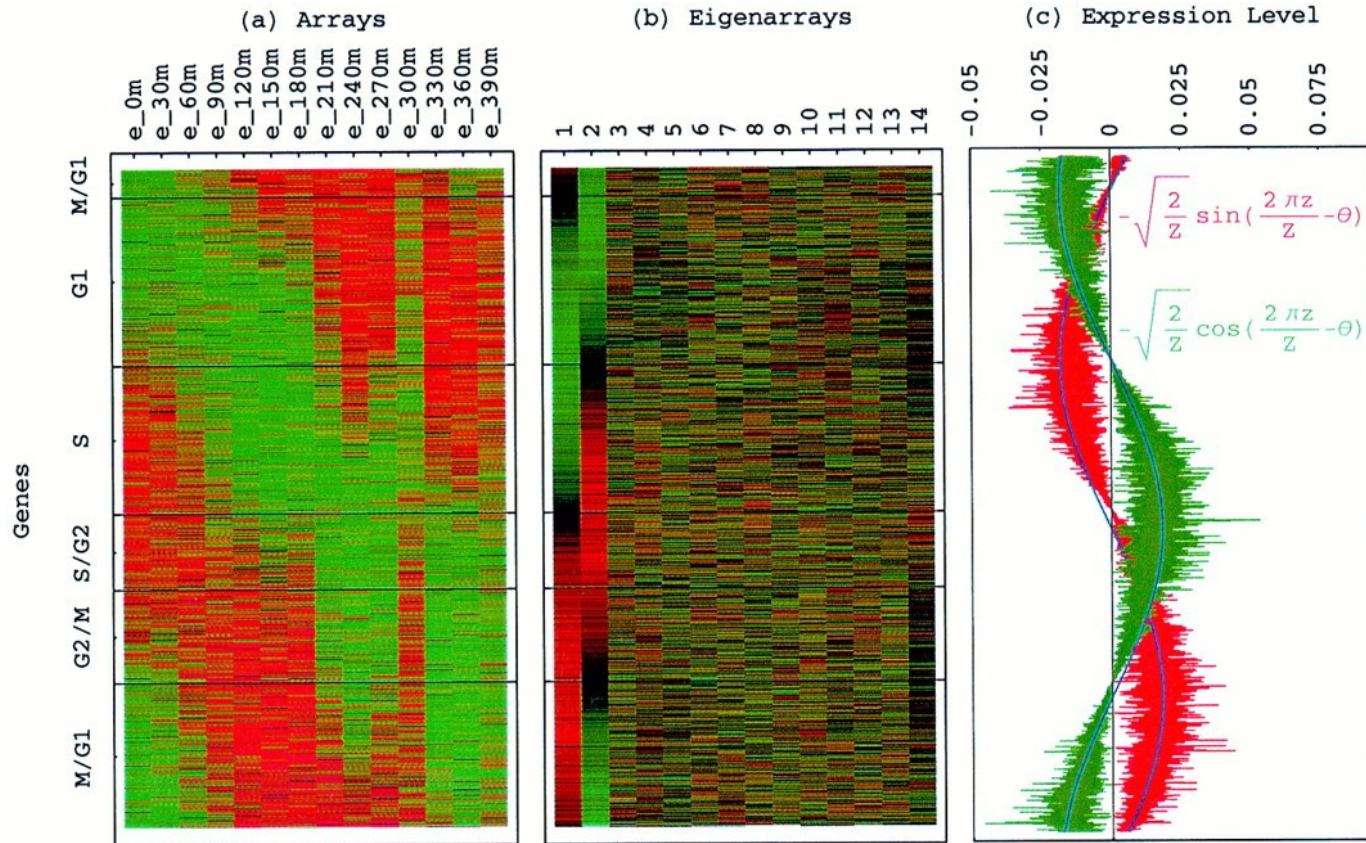 (a) Arrays
(b) Eigenarrays
(c) Expression Level
e_0m
e_30m
e_60m
e_90m
e_120m
e_150m
e_180m
e_210m
e_240m
e_270m
e_300m
e_330m
e_360m
e_390m
1
2
3
4
5
6
7
8
9
10
11
12
13
14
-0.05
-0.025
0
0.025
0.05
0.075
Genes
M/G1
G1
S
S/G2
G2/M
M/G1
-√(2/Z) sin(2πz/Z -θ)
-√(2/Z) cos(2πz/Z -θ)